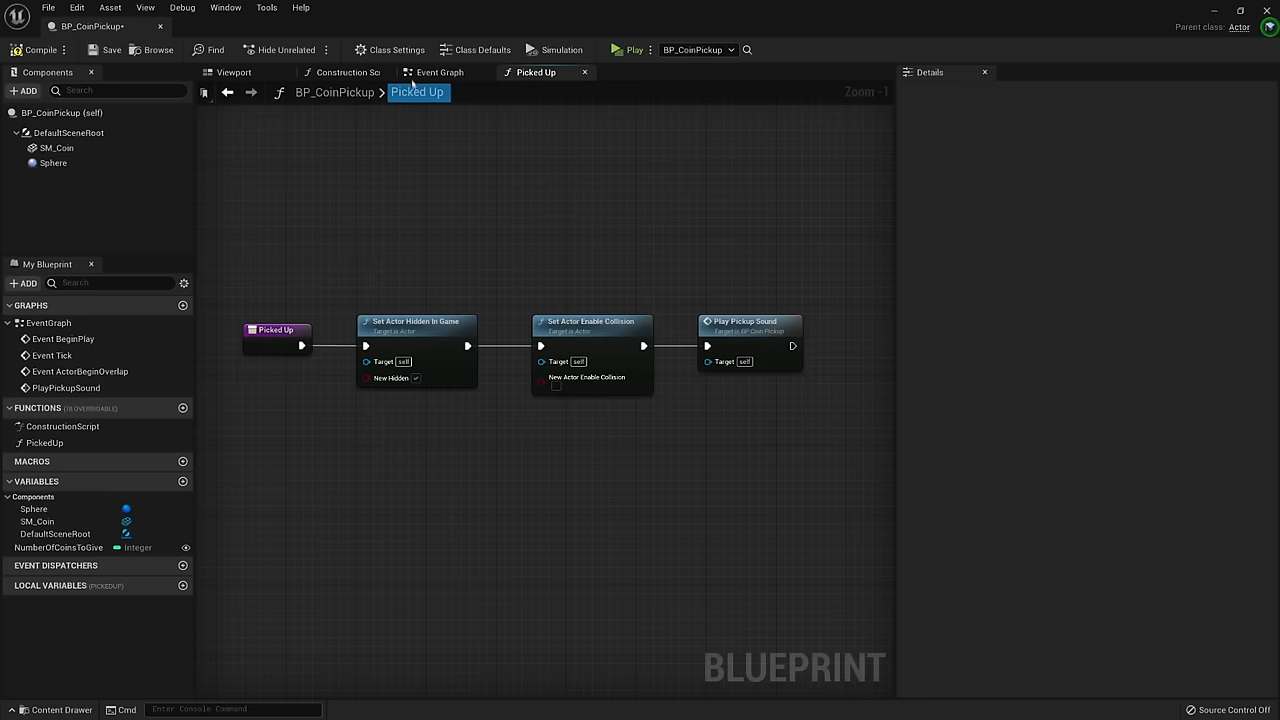 File Edit Asset View Debug Window Tools Help
BP_CoinPickup*
Parent class: Actor
Compile Save Browse Find Hide Unrelated Class Settings Class Defaults Simulation Play BP_CoinPickup
Components
Viewport
Construction Sc
Event Graph
Picked Up
Details
ADD
Search
BP_CoinPickup > Picked Up
Zoom -1
BP_CoinPickup (self)
DefaultSceneRoot
SM_Coin
Sphere
My Blueprint
ADD
Search
GRAPHS
EventGraph
Event BeginPlay
Event Tick
Event ActorBeginOverlap
PlayPickupSound
FUNCTIONS (18 OVERRIDABLE)
ConstructionScript
PickedUp
MACROS
VARIABLES
Components
Sphere
SM_Coin
DefaultSceneRoot
NumberOfCoinsToGive Integer
EVENT DISPATCHERS
LOCAL VARIABLES (PICKEDUP)
Picked Up
Set Actor Hidden In Game
Target is Actor
Target self
New Hidden
Set Actor Enable Collision
Target is Actor
Target self
New Actor Enable Collision
Play Pickup Sound
Target is BP Coin Pickup
Target self
BLUEPRINT
Content Drawer
Cmd
Enter Console Command
Source Control Off